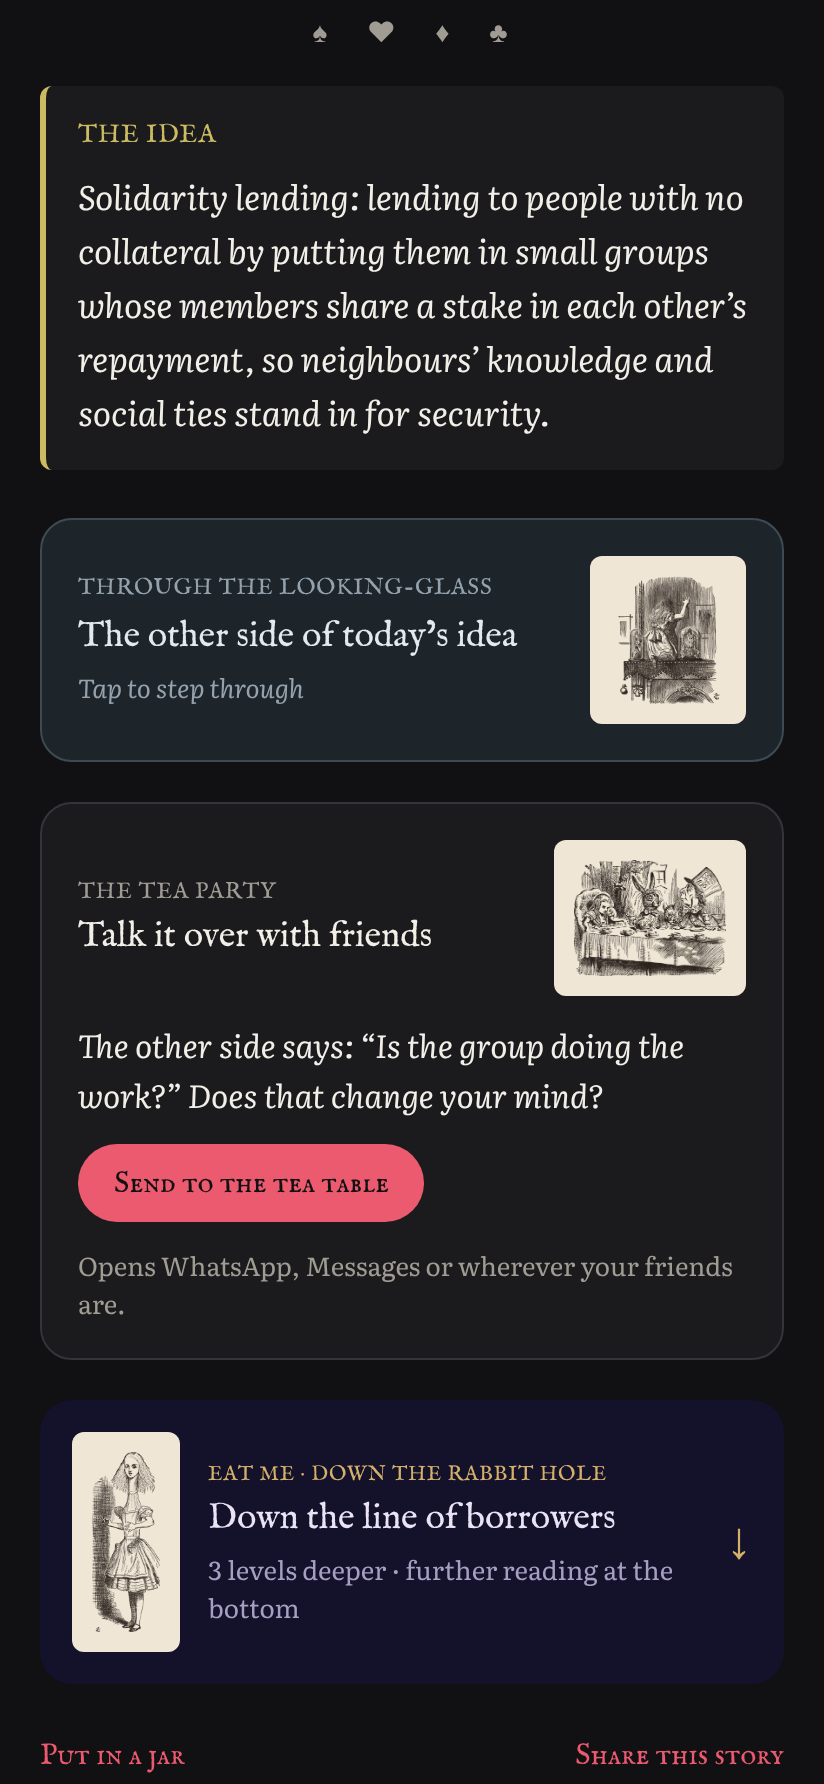 ♠ ♥ ♦ ♣
THE IDEA
Solidarity lending: lending to people with no
collateral by putting them in small groups
whose members share a stake in each other’s
repayment, so neighbours’ knowledge and
social ties stand in for security.
THROUGH THE LOOKING-GLASS
The other side of today’s idea
Tap to step through
THE TEA PARTY
Talk it over with friends
The other side says: “Is the group doing the
work?” Does that change your mind?
SEND TO THE TEA TABLE
Opens WhatsApp, Messages or wherever your friends
are.
EAT ME · DOWN THE RABBIT HOLE
Down the line of borrowers
↓
3 levels deeper · further reading at the
bottom
PUT IN A JAR
SHARE THIS STORY